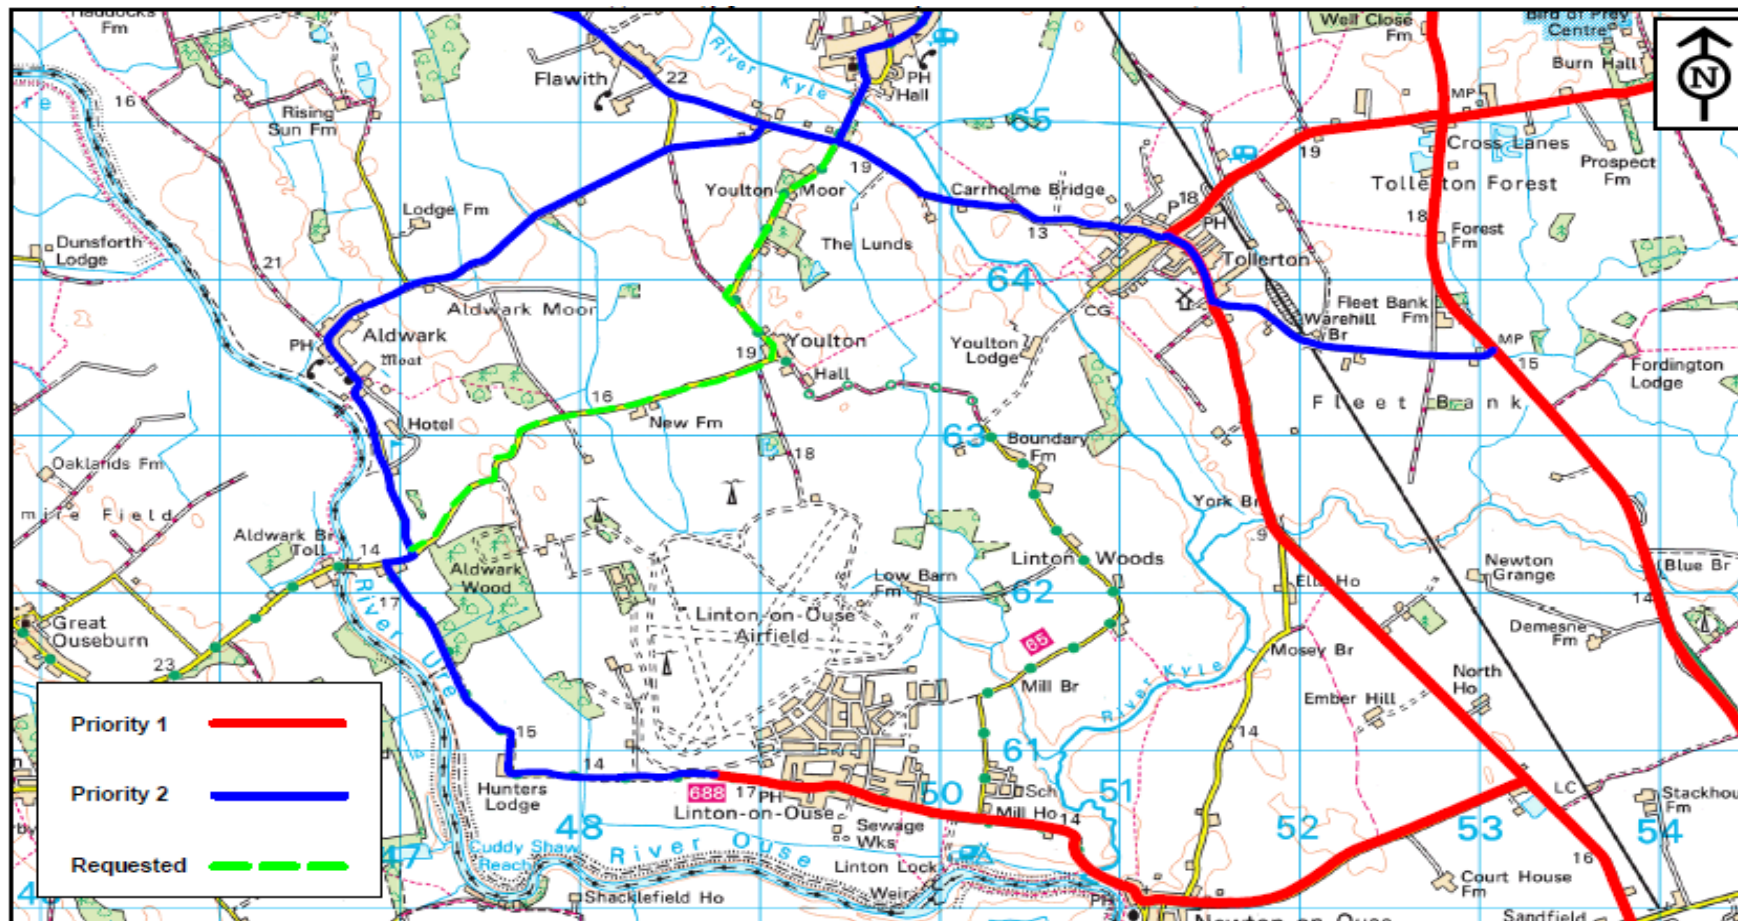 Haddocks
Fm
Well Close
Fm
Bird of Prey
Centre
Burn Hall
N
River Kyle
PH
Hall
Flawith
22
16
Rising
Sun Fm
65
MP
19
Cross Lanes
Prospect
Fm
Tollerton Forest
Youlton Moor
19
Carrholme Bridge
P
18
PH
18
Forest
Fm
Lodge Fm
The Lunds
13
Tollerton
Dunsforth
Lodge
21
64
Aldwark Moor
CG
Fleet Bank
Fm
Warehill
Br
MP
15
Aldwark
PH
Moat
19
Youlton
Hall
Youlton
Lodge
Fordington
Lodge
Fleet Bank
16
New Fm
Hotel
63
Boundary
Fm
18
Oaklands Fm
mire Field
York Br
9
Aldwark Br
Toll
14
Aldwark
Wood
17
Linton Woods
Low Barn
Fm
62
Ella Ho
Newton
Grange
(Blue Br
14
Demesne
Fm
Great
Ouseburn
Linton-on-Ouse
Airfield
65
River Ure
23
Mosey Br
North
Ho
Mill Br
River Kyle
Ember Hill
Priority 1
Priority 2
Requested
15
14
61
14
Hunters
Lodge
688
17
PH
Linton-on-Ouse
50
51
Sch
Mill Ho
14
LC
Stackhou
Fm
47
48
52
53
54
Sewage
Wks
Cuddy Shaw
Reach
River Ouse
Linton Lock
Weir
16
Court House
Fm
Shacklefield Ho
PH
Newton-on-Ouse
Sandfield